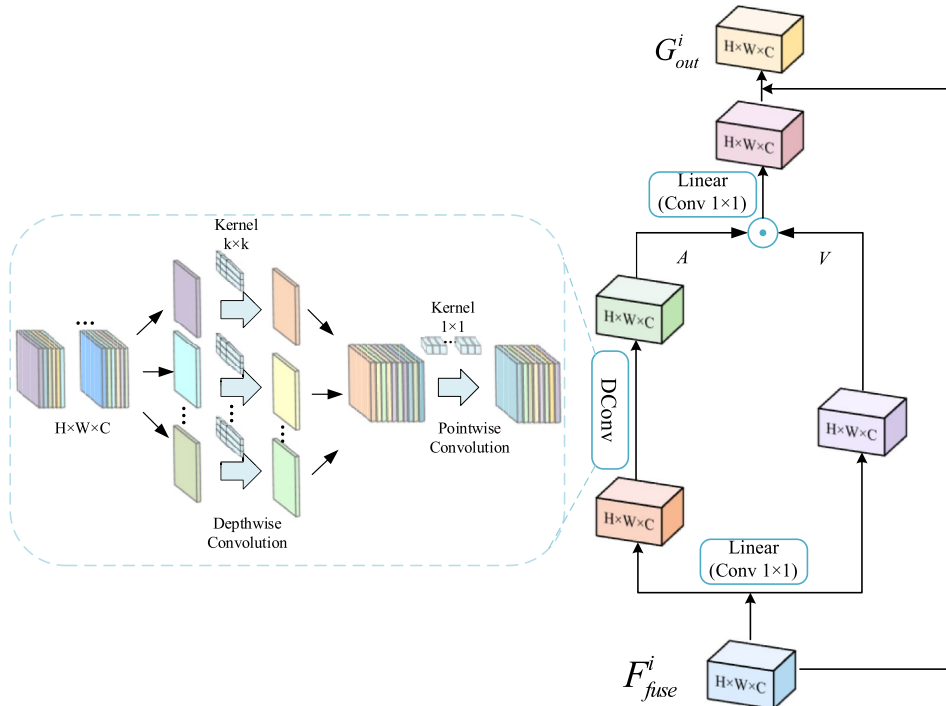 H×W×C
G^i_out
H×W×C
Linear
(Conv 1×1)
A
V
Kernel
k×k
H×W×C
Kernel
1×1
DConv
H×W×C
H×W×C
Pointwise
Convolution
H×W×C
Depthwise
Convolution
Linear
(Conv 1×1)
F^i_fuse
H×W×C